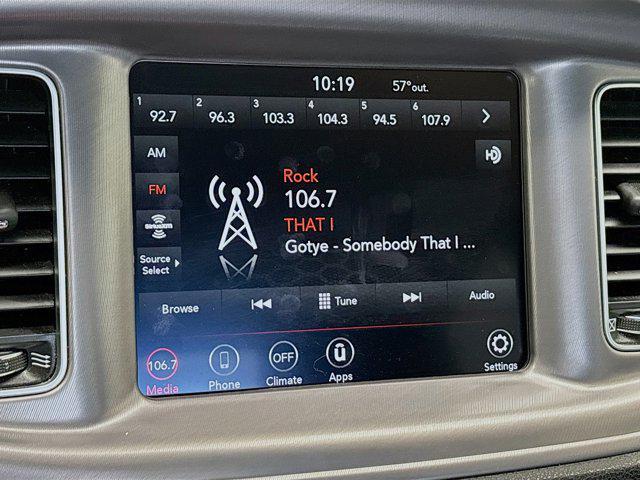 10:19 57°out.
1 92.7 2 96.3 3 103.3 4 104.3 5 94.5 6 107.9
AM
HD
FM
Rock
106.7
SiriusXM
THAT I
Gotye - Somebody That I ...
Source
Select
Browse Tune Audio
106.7 OFF
Media Phone Climate Apps Settings